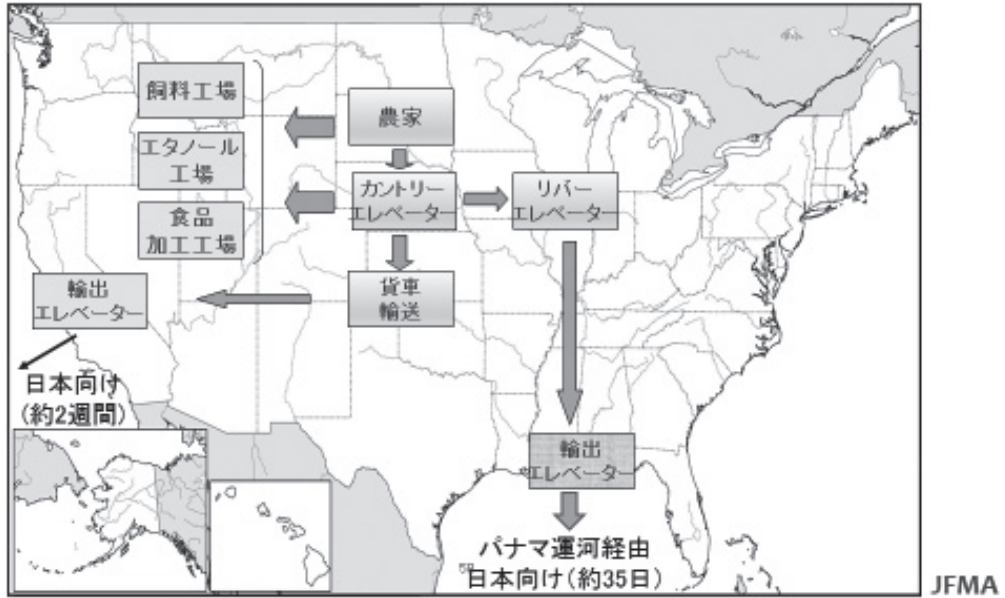 飼料工場
農家
エタノール
工場
カントリー
エレベーター
リバー
エレベーター
食品
加工工場
輸出
エレベーター
貨車
輸送
日本向け
(約2週間)
輸出
エレベーター
パナマ運河経由
日本向け(約35日)
JFMA